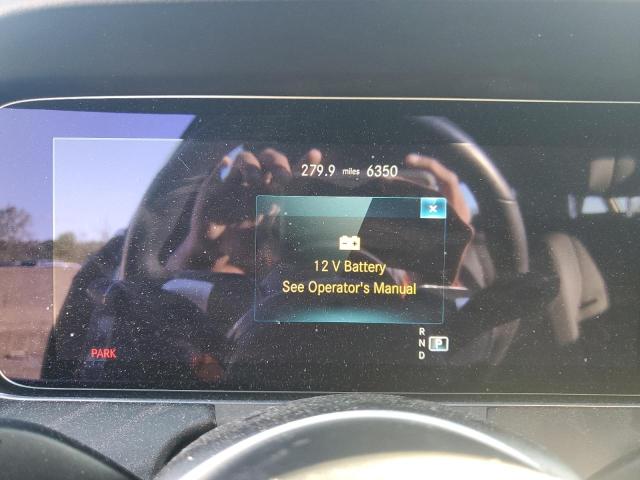 279.9 miles 6350
12 V Battery
See Operator's Manual
R
N P
D
PARK